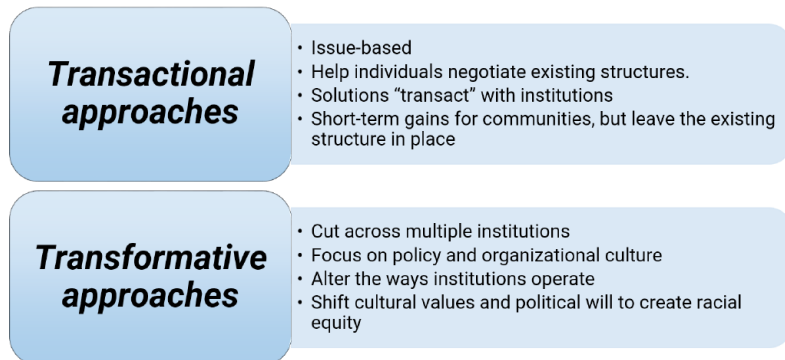 Transactional
approaches
• Issue-based
• Help individuals negotiate existing structures.
• Solutions “transact” with institutions
• Short-term gains for communities, but leave the existing
structure in place
Transformative
approaches
• Cut across multiple institutions
• Focus on policy and organizational culture
• Alter the ways institutions operate
• Shift cultural values and political will to create racial
equity